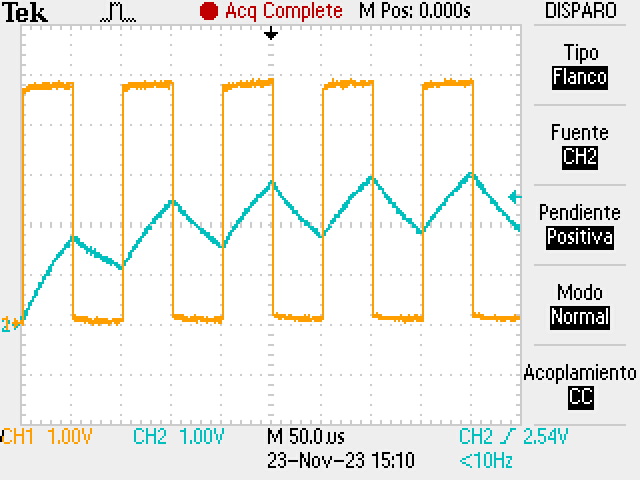 Tek Acq Complete M Pos: 0.000s DISPARO
Tipo
Flanco
Fuente
CH2
Pendiente
Positiva
Modo
Normal
Acoplamiento
CC
2
CH1 1.00V CH2 1.00V M 50.0us CH2 2.54V
23-Nov-23 15:10 <10Hz